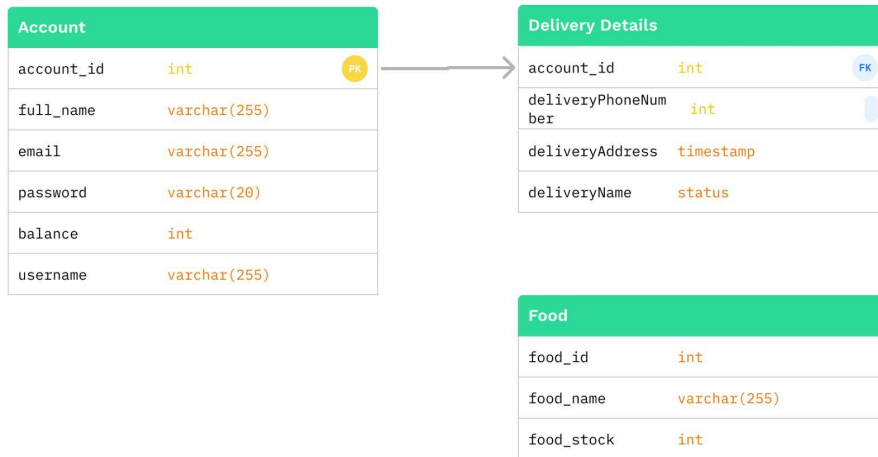 Account
account_id int PK
full_name varchar(255)
email varchar(255)
password varchar(20)
balance int
username varchar(255)
Delivery Details
account_id int FK
deliveryPhoneNum
ber int
deliveryAddress timestamp
deliveryName status
Food
food_id int
food_name varchar(255)
food_stock int